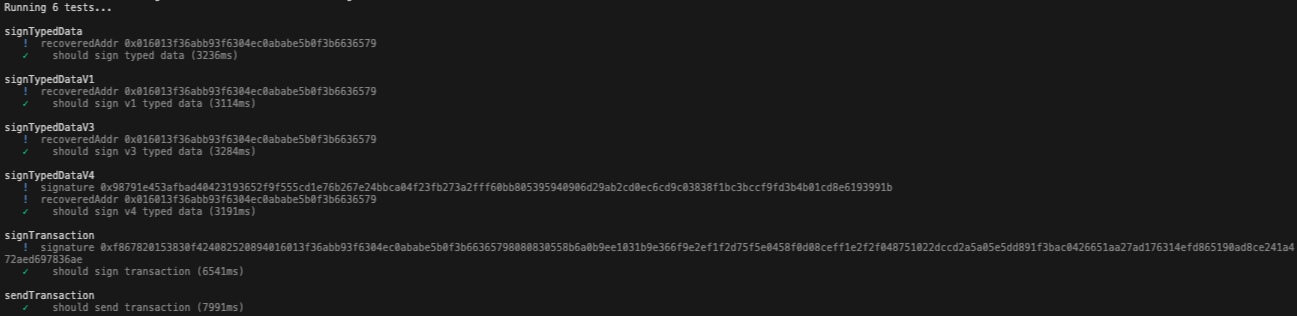 Running 6 tests...
signTypedData
! recoveredAddr 0x016013f36abb93f6304ec0ababe5b0f3b6636579
✓ should sign typed data (3236ms)
signTypedDataV1
! recoveredAddr 0x016013f36abb93f6304ec0ababe5b0f3b6636579
✓ should sign v1 typed data (3114ms)
signTypedDataV3
! recoveredAddr 0x016013f36abb93f6304ec0ababe5b0f3b6636579
✓ should sign v3 typed data (3284ms)
signTypedDataV4
! signature 0x98791e453afbad40423193652f9f555cd1e76b267e24bbca04f23fb273a2fff60bb805395940906d29ab2cd0ec6cd9c03838f1bc3bccf9fd3b4b01cd8e6193991b
! recoveredAddr 0x016013f36abb93f6304ec0ababe5b0f3b6636579
✓ should sign v4 typed data (3191ms)
signTransaction
! signature 0xf867820153830f424082520894016013f36abb93f6304ec0ababe5b0f3b66365798080830558b6a0b9ee1031b9e366f9e2ef1f2d75f5e0458f0d08ceff1e2f2f048751022dccd2a5a05e5dd891f3bac0426651aa27ad176314efd865190ad8ce241a4
72aed697836ae
✓ should sign transaction (6541ms)
sendTransaction
✓ should send transaction (7991ms)